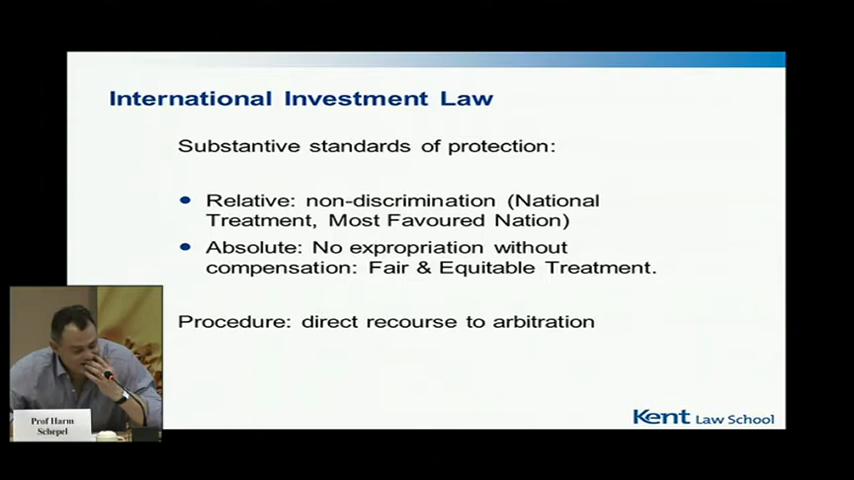 International Investment Law
Substantive standards of protection:
Relative: non-discrimination (National
Treatment, Most Favoured Nation)
Absolute: No expropriation without
compensation: Fair & Equitable Treatment.
Procedure: direct recourse to arbitration
Prof Harm
Schepel
Kent Law School